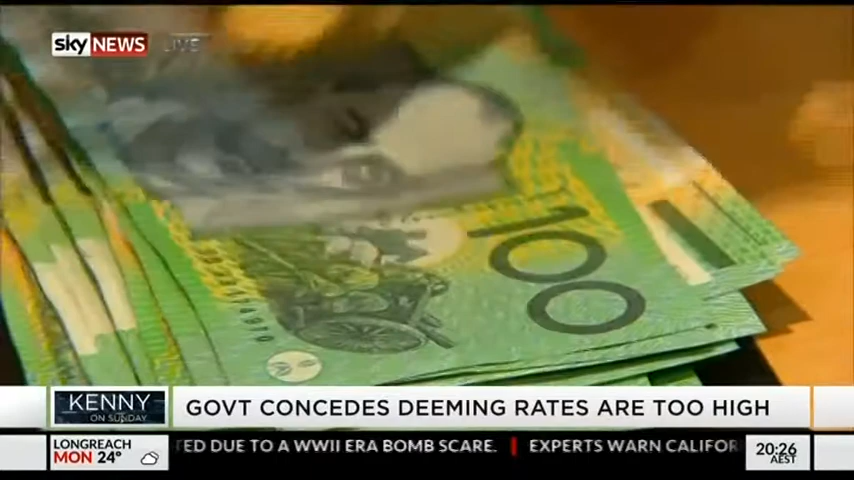 sky NEWS LIVE
100
KENNY
ON SUNDAY
GOVT CONCEDES DEEMING RATES ARE TOO HIGH
LONGREACH
MON 24°
TED DUE TO A WWII ERA BOMB SCARE. EXPERTS WARN CALIFOR
20:26
AEST